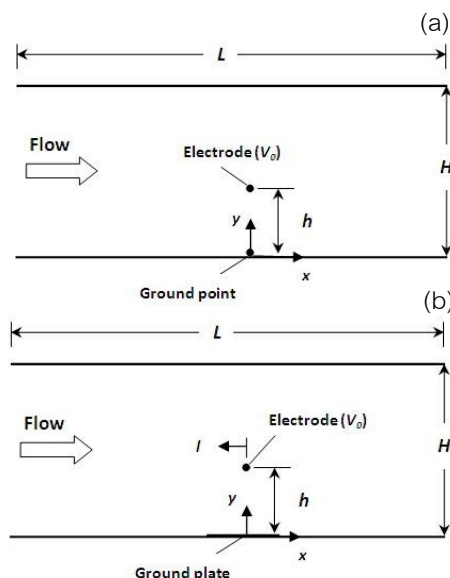 (a)
L
Flow
Electrode (V₀)
H
y
h
x
Ground point
(b)
L
Flow
Electrode (V₀)
l
H
y
h
x
Ground plate